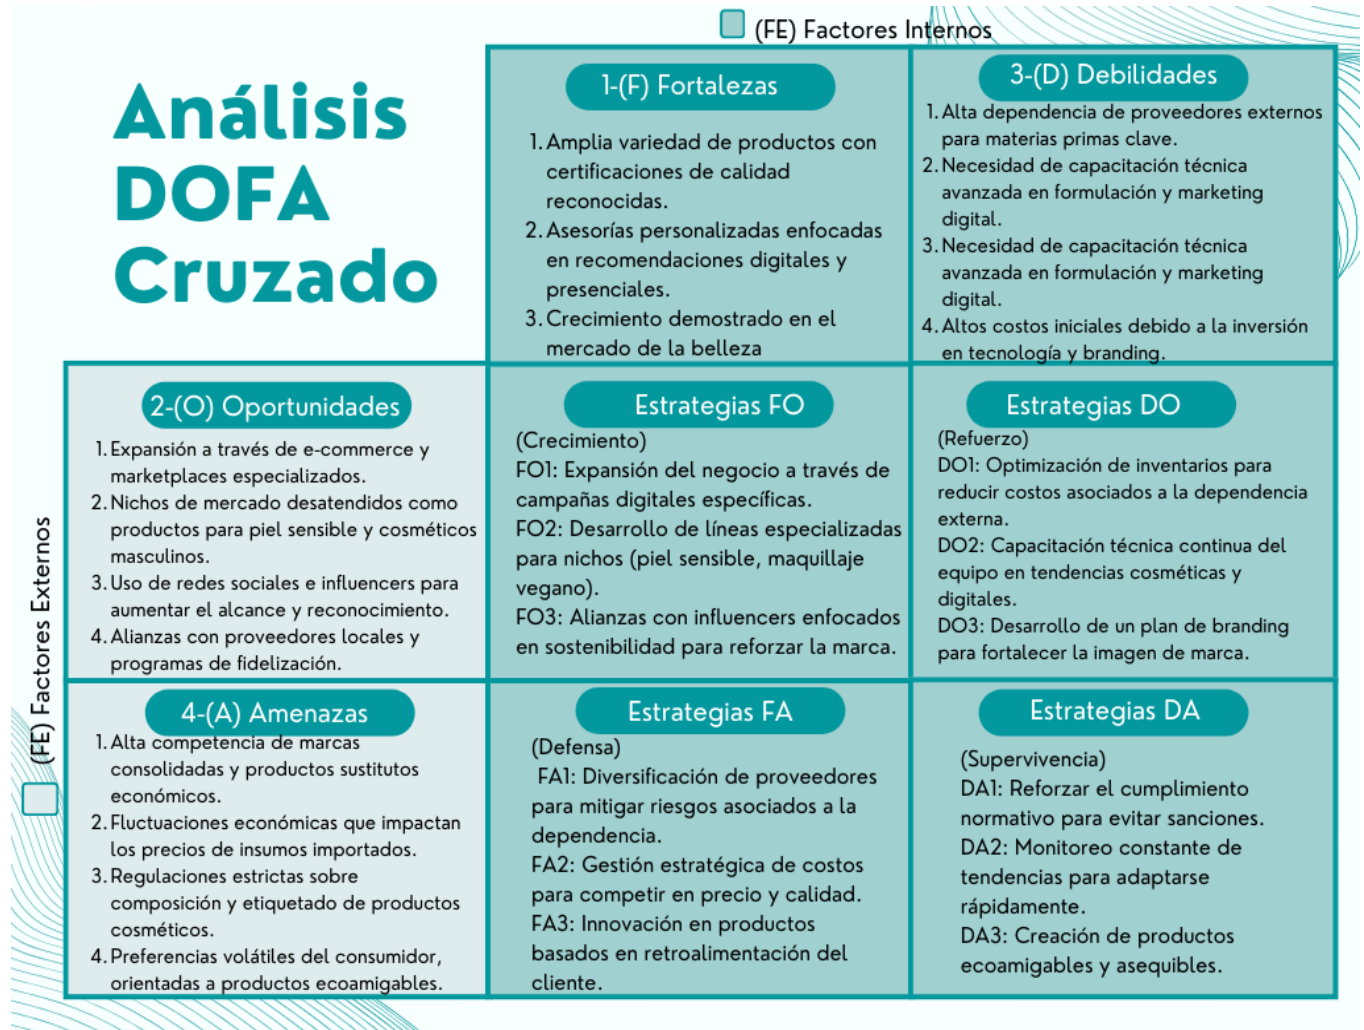 (FE) Factores Internos
Análisis
DOFA
Cruzado
1-(F) Fortalezas
1. Amplia variedad de productos con
certificaciones de calidad
reconocidas.
2. Asesorías personalizadas enfocadas
en recomendaciones digitales y
presenciales.
3. Crecimiento demostrado en el
mercado de la belleza
3-(D) Debilidades
1. Alta dependencia de proveedores externos
para materias primas clave.
2. Necesidad de capacitación técnica
avanzada en formulación y marketing
digital.
3. Necesidad de capacitación técnica
avanzada en formulación y marketing
digital.
4. Altos costos iniciales debido a la inversión
en tecnología y branding.
(FE) Factores Externos
2-(O) Oportunidades
1. Expansión a través de e-commerce y
marketplaces especializados.
2. Nichos de mercado desatendidos como
productos para piel sensible y cosméticos
masculinos.
3. Uso de redes sociales e influencers para
aumentar el alcance y reconocimiento.
4. Alianzas con proveedores locales y
programas de fidelización.
Estrategias FO
(Crecimiento)
FO1: Expansión del negocio a través de
campañas digitales específicas.
FO2: Desarrollo de líneas especializadas
para nichos (piel sensible, maquillaje
vegano).
FO3: Alianzas con influencers enfocados
en sostenibilidad para reforzar la marca.
Estrategias DO
(Refuerzo)
DO1: Optimización de inventarios para
reducir costos asociados a la dependencia
externa.
DO2: Capacitación técnica continua del
equipo en tendencias cosméticas y
digitales.
DO3: Desarrollo de un plan de branding
para fortalecer la imagen de marca.
4-(A) Amenazas
1. Alta competencia de marcas
consolidadas y productos sustitutos
económicos.
2. Fluctuaciones económicas que impactan
los precios de insumos importados.
3. Regulaciones estrictas sobre
composición y etiquetado de productos
cosméticos.
4. Preferencias volátiles del consumidor,
orientadas a productos ecoamigables.
Estrategias FA
(Defensa)
FA1: Diversificación de proveedores
para mitigar riesgos asociados a la
dependencia.
FA2: Gestión estratégica de costos
para competir en precio y calidad.
FA3: Innovación en productos
basados en retroalimentación del
cliente.
Estrategias DA
(Supervivencia)
DA1: Reforzar el cumplimiento
normativo para evitar sanciones.
DA2: Monitoreo constante de
tendencias para adaptarse
rápidamente.
DA3: Creación de productos
ecoamigables y asequibles.